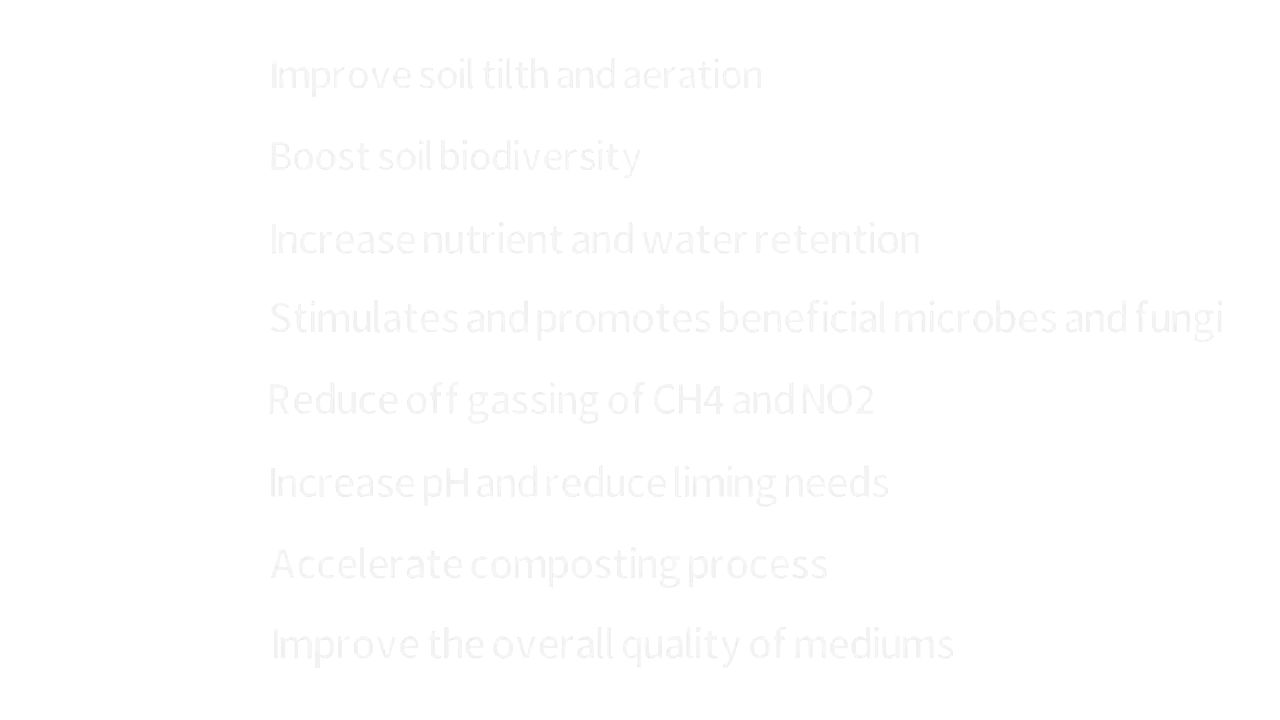 Improve soil tilth and aeration
Boost soil biodiversity
Increase nutrient and water retention
Stimulates and promotes beneficial microbes and fungi
Reduce off gassing of CH4 and NO2
Increase pH and reduce liming needs
Accelerate composting process
Improve the overall quality of mediums